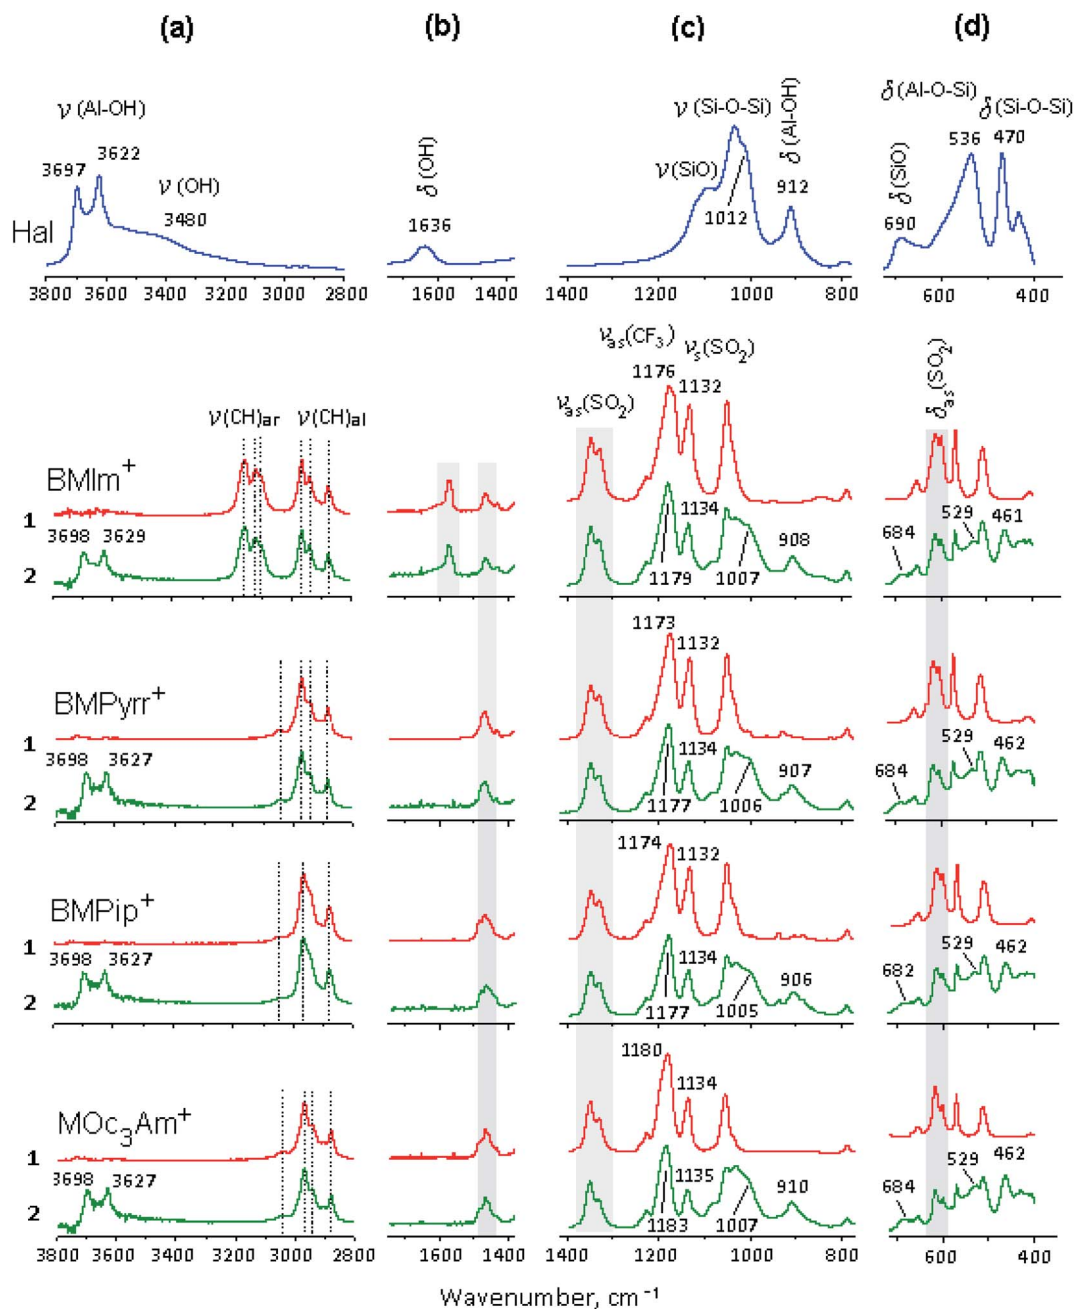 (a) (b) (c) (d)
ν(Al-OH) ν(Si-O-Si) δ(Al-OH) δ(Al-O-Si) δ(Si-O-Si)
3697 3622 ν(OH) 3480 δ(OH) 1636 ν(SiO) 1012 912 δ(SiO) 690 536 470
Hal
3800 3600 3400 3200 3000 2800 1600 1400 1400 1200 1000 800 600 400
νas(CF3) νs(SO2)
ν(CH)ar ν(CH)al νas(SO2) 1176 1132 δas(SO2)
BMIm+
1
3698 3629 1134 908 684 529 461
2 1179 1007
1173 1132
BMPyrr+
1
3698 3627 1134 907 684 529 462
2 1177 1006
1174 1132
BMPip+
1
3698 3627 1134 906 682 529 462
2 1177 1005
1180 1134
MOc3Am+
1
3698 3627 1135 910 684 529 462
2 1183 1007
3800 3600 3400 3200 3000 2800 1600 1400 1400 1200 1000 800 600 400
Wavenumber, cm−1